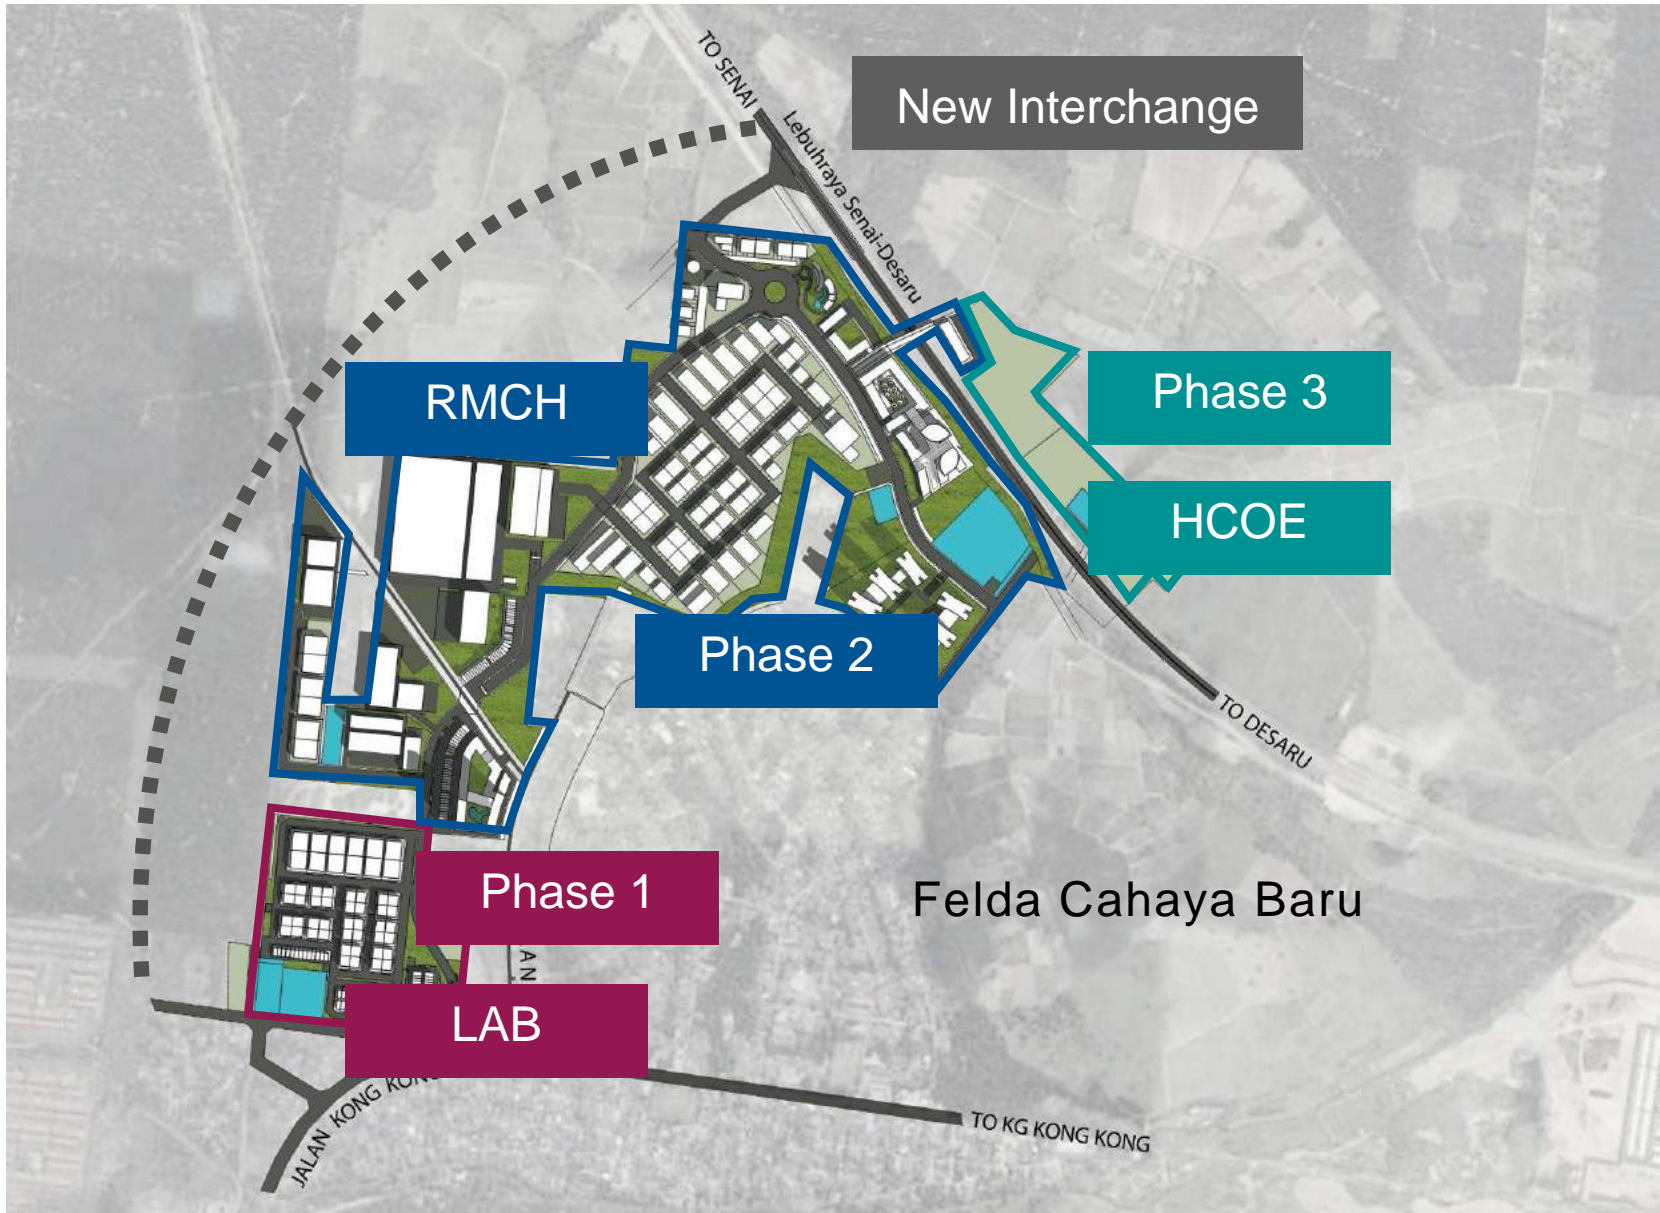 TO SENAI
New Interchange
Lebuhraya Senai-Desaru
RMCH
Phase 3
HCOE
Phase 2
TO DESARU
Phase 1
Felda Cahaya Baru
AN
LAB
JALAN KONG KONG
TO KG KONG KONG